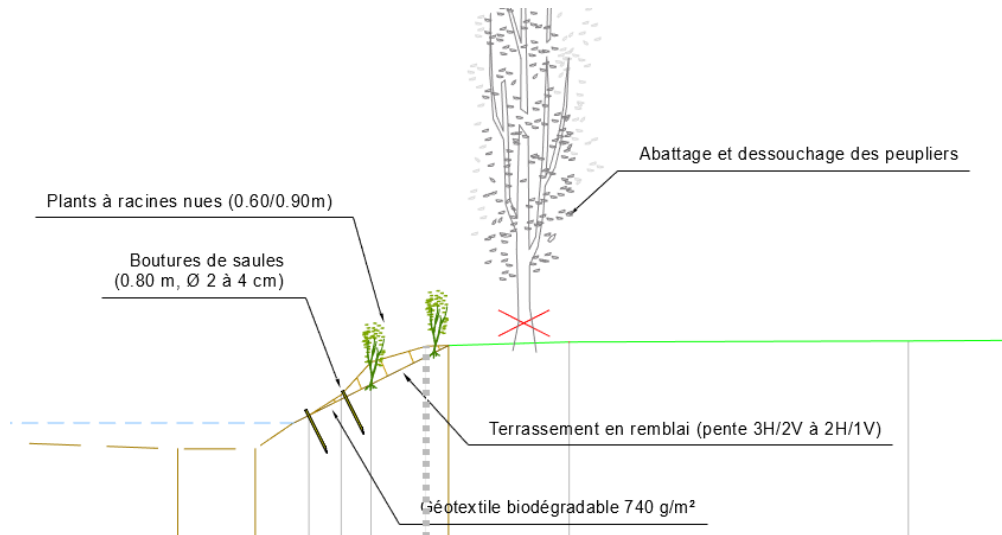 Abattage et dessouchage des peupliers
Plants à racines nues (0.60/0.90m)
Boutures de saules
(0.80 m, Ø 2 à 4 cm)
Terrassement en remblai (pente 3H/2V à 2H/1V)
Géotextile biodégradable 740 g/m²